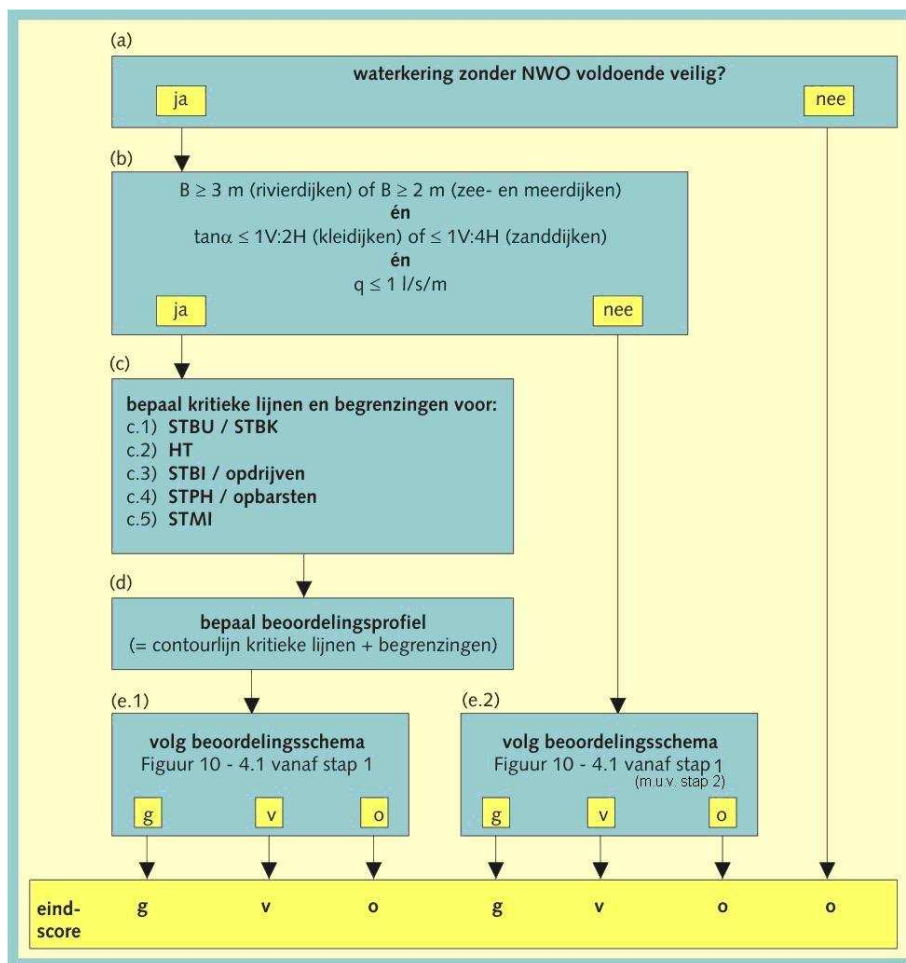 (a)
waterkering zonder NWO voldoende veilig?
ja
nee
(b)
B ≥ 3 m (rivierdijken) of B ≥ 2 m (zee- en meerdijken)
én
tanα ≤ 1V:2H (kleidijken) of ≤ 1V:4H (zanddijken)
én
q ≤ 1 l/s/m
ja
nee
(c)
bepaal kritieke lijnen en begrenzingen voor:
c.1) STBU / STBK
c.2) HT
c.3) STBI / opdrijven
c.4) STPH / opbarsten
c.5) STMI
(d)
bepaal beoordelingsprofiel
(= contourlijn kritieke lijnen + begrenzingen)
(e.1)
volg beoordelingsschema
Figuur 10 - 4.1 vanaf stap 1
g v o
(e.2)
volg beoordelingsschema
Figuur 10 - 4.1 vanaf stap 1
(m.u.v. stap 2)
g v o
eind-
score
g v o g v o o